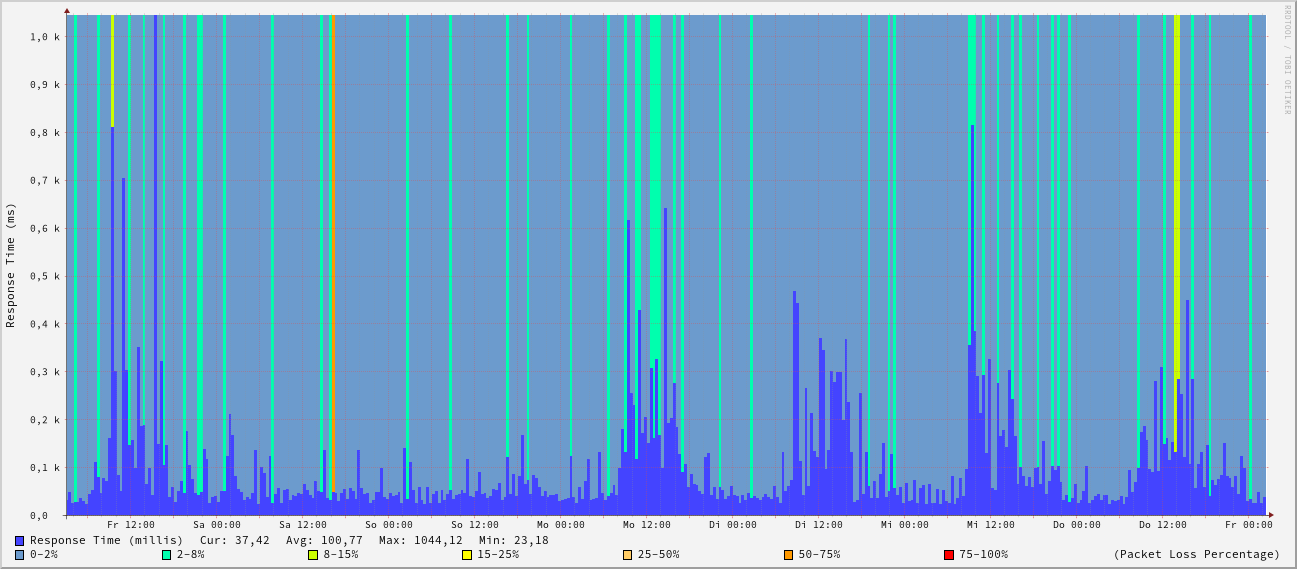 RRDTOOL / TOBI OETIKER
Response Time (ms)
1,0 k
0,9 k
0,8 k
0,7 k
0,6 k
0,5 k
0,4 k
0,3 k
0,2 k
0,1 k
0,0
Fr 12:00 Sa 00:00 Sa 12:00 So 00:00 So 12:00 Mo 00:00 Mo 12:00 Di 00:00 Di 12:00 Mi 00:00 Mi 12:00 Do 00:00 Do 12:00 Fr 00:00
Response Time (millis) Cur: 37,42 Avg: 100,77 Max: 1044,12 Min: 23,18
0-2% 2-8% 8-15% 15-25% 25-50% 50-75% 75-100% (Packet Loss Percentage)